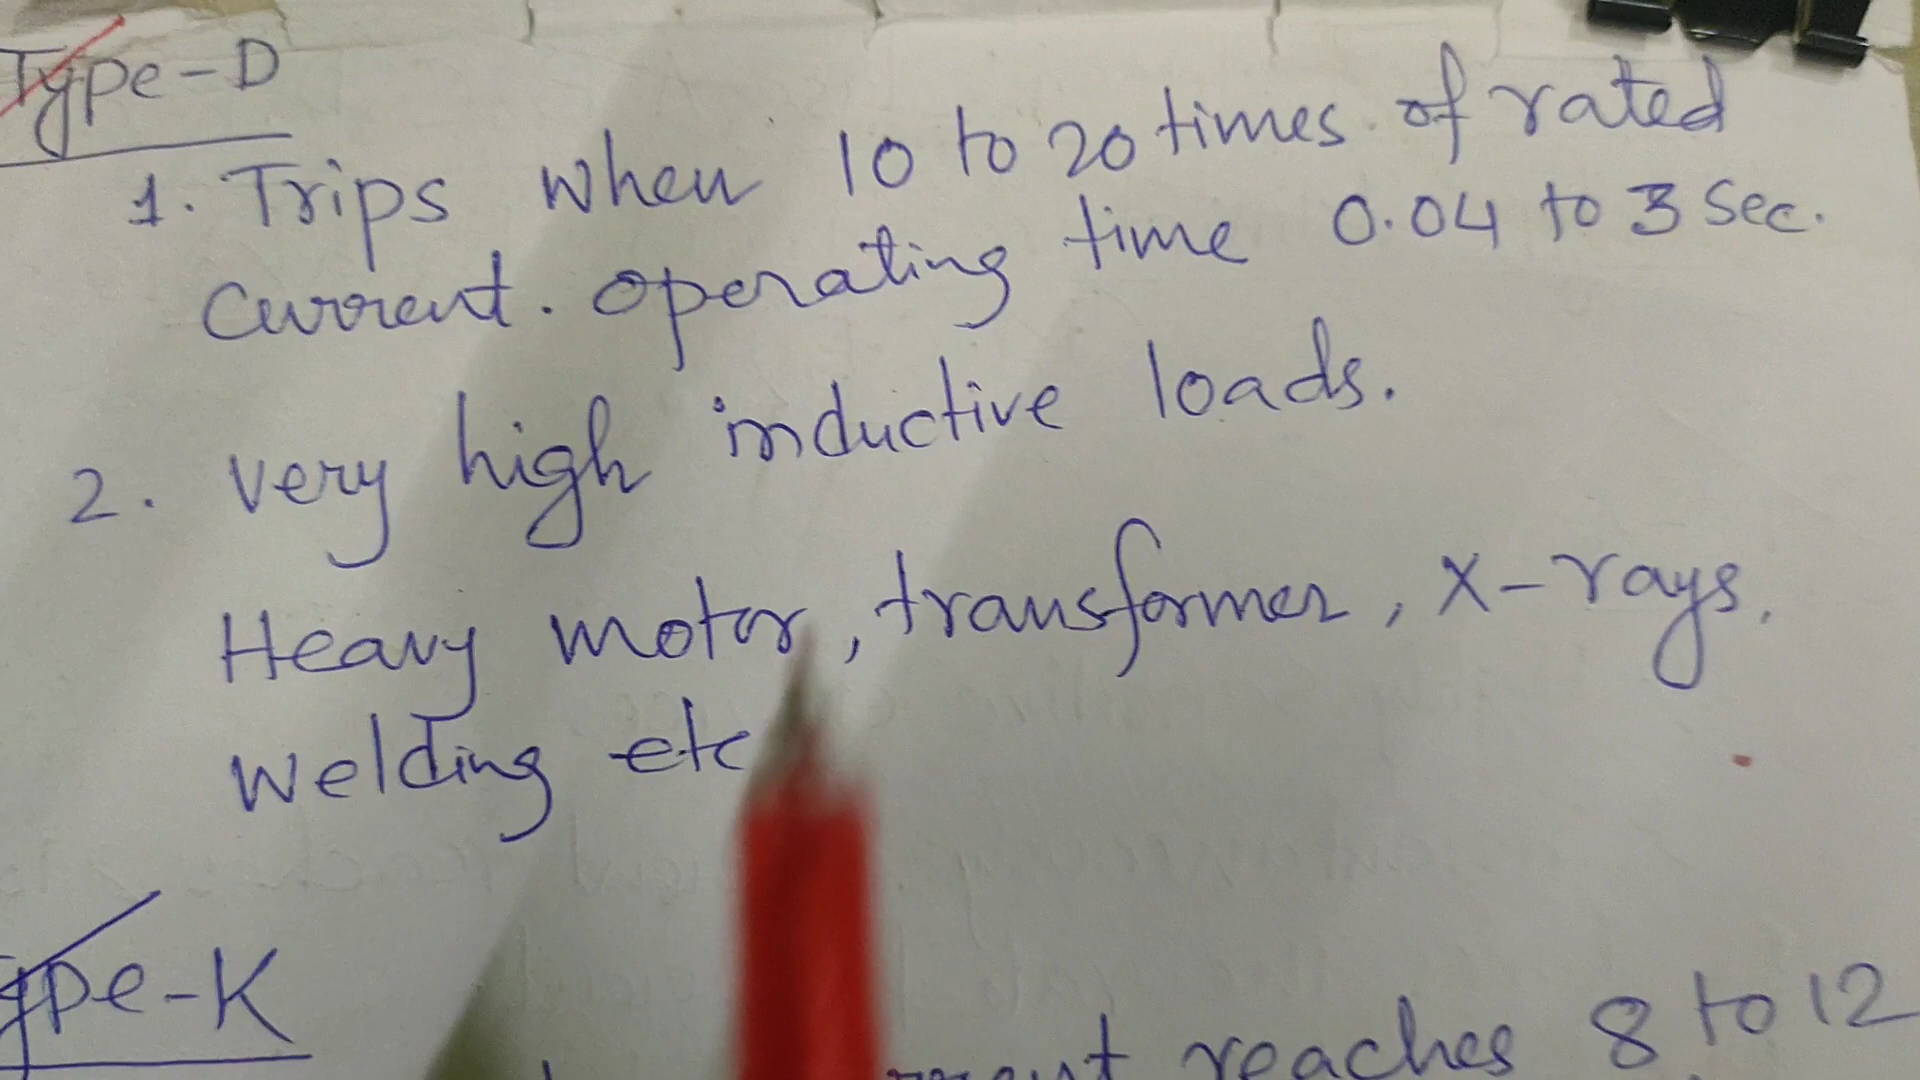 Type-D
1. Trips when 10 to 20 times of rated
current. operating time 0.04 to 3 Sec.
2. very high inductive loads.
Heavy motor, transformer, X-rays,
welding etc
ype-K
reaches 8 to 12